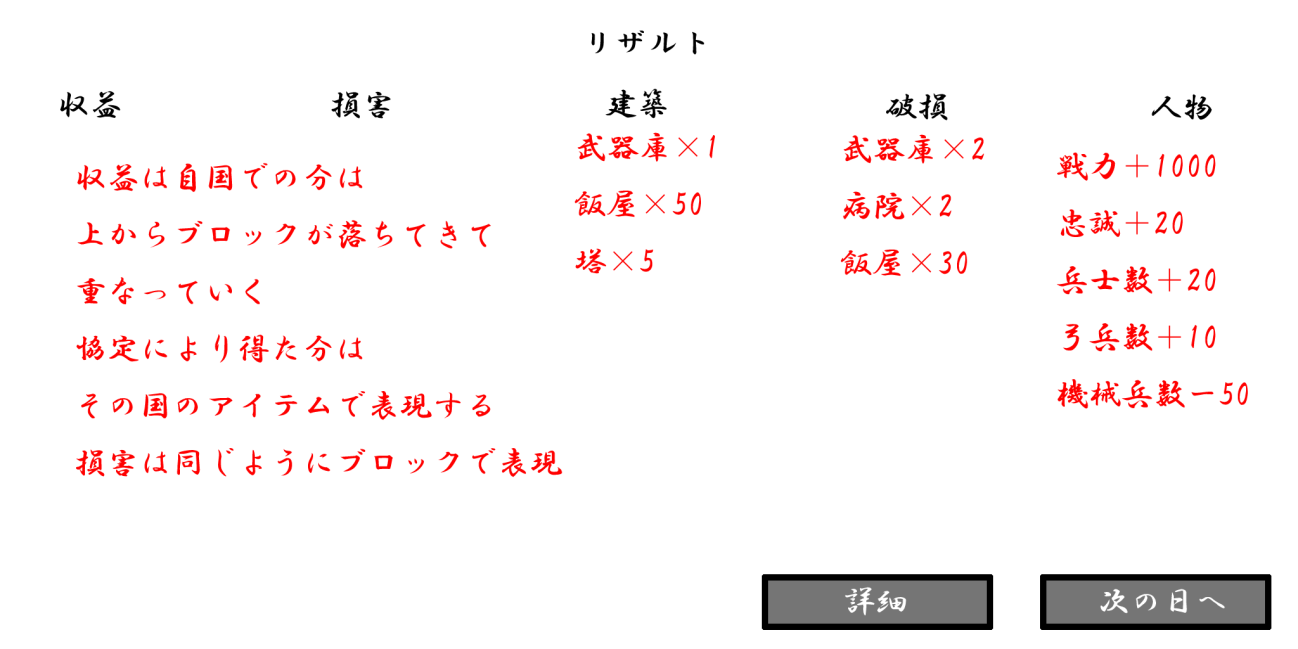 リザルト
収益
損害
建築
破損
人物
収益は自国での分は
上からブロックが落ちてきて
重なっていく
協定により得た分は
その国のアイテムで表現する
損害は同じようにブロックで表現
武器庫×1
飯屋×50
塔×5
武器庫×2
病院×2
飯屋×30
戦力+1000
忠誠+20
兵士数+20
弓兵数+10
機械兵数ー50
詳細
次の日へ